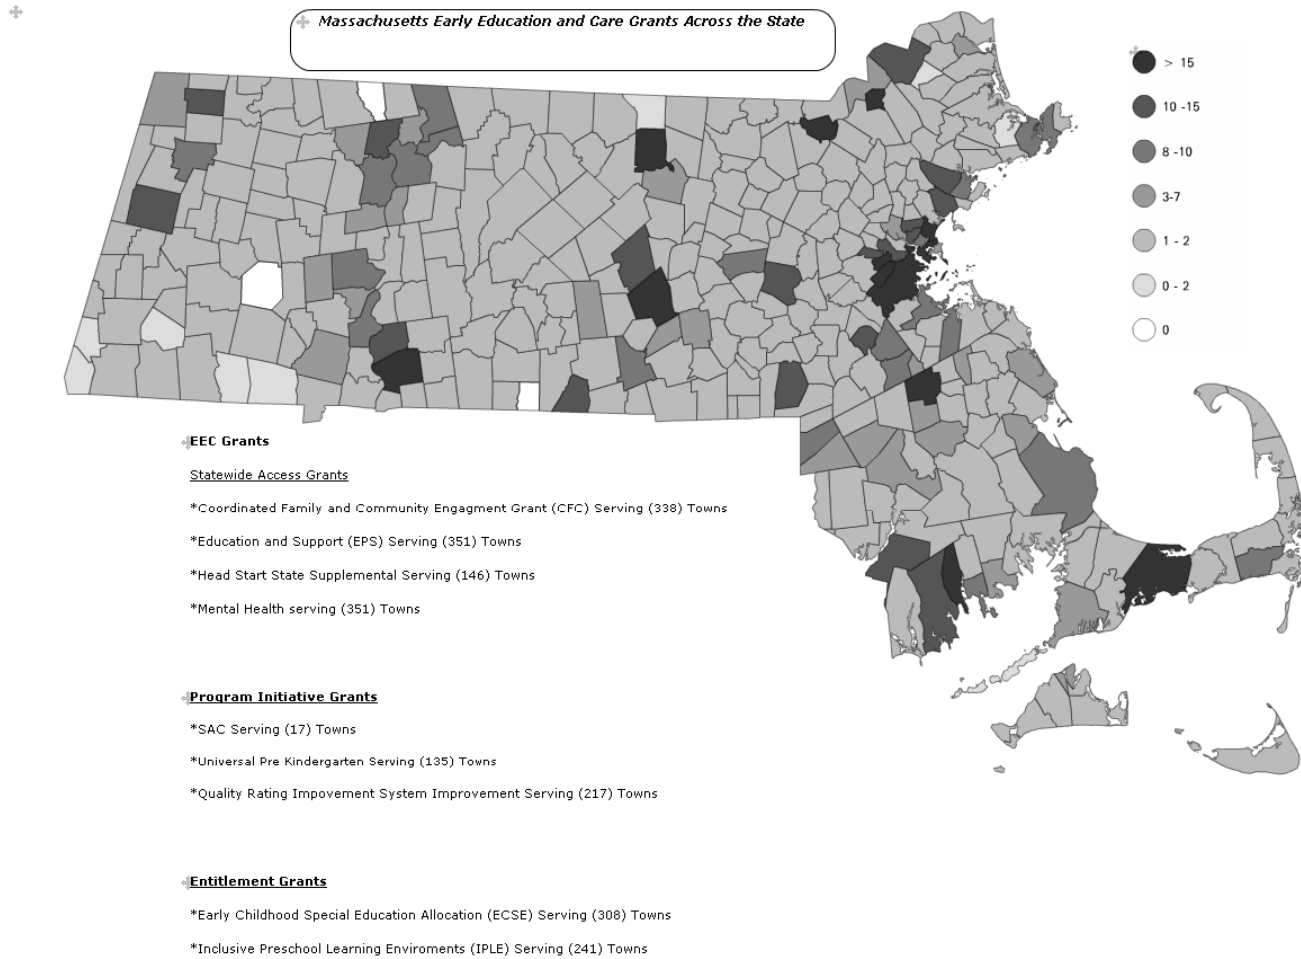 Massachusetts Early Education and Care Grants Across the State
> 15
10 -15
8 -10
3-7
1 - 2
0 - 2
0
EEC Grants
Statewide Access Grants
*Coordinated Family and Community Engagment Grant (CFC) Serving (338) Towns
*Education and Support (EPS) Serving (351) Towns
*Head Start State Supplemental Serving (146) Towns
*Mental Health serving (351) Towns
Program Initiative Grants
*SAC Serving (17) Towns
*Universal Pre Kindergarten Serving (135) Towns
*Quality Rating Impovement System Improvement Serving (217) Towns
Entitlement Grants
*Early Childhood Special Education Allocation (ECSE) Serving (308) Towns
*Inclusive Preschool Learning Enviroments (IPLE) Serving (241) Towns